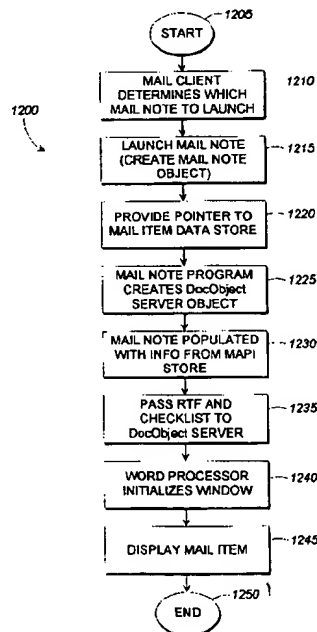 1205
START
1200
MAIL CLIENT
DETERMINES WHICH
MAIL NOTE TO LAUNCH
1210
LAUNCH MAIL NOTE
(CREATE MAIL NOTE
OBJECT)
1215
PROVIDE POINTER TO
MAIL ITEM DATA STORE
1220
MAIL NOTE PROGRAM
CREATES DocObject
SERVER OBJECT
1225
MAIL NOTE POPULATED
WITH INFO FROM MAPI
STORE
1230
PASS RTF AND
CHECKLIST TO
DocObject SERVER
1235
WORD PROCESSOR
INITIALIZES WINDOW
1240
DISPLAY MAIL ITEM
1245
1250
END